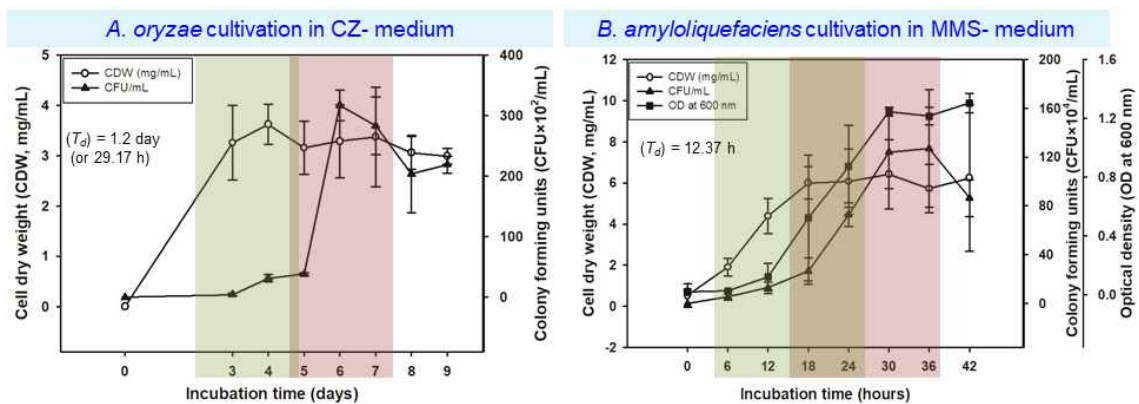 A. oryzae cultivation in CZ- medium
5
4
3
2
1
0
Cell dry weight (CDW, mg/mL)
CDW (mg/mL)
CFU/mL
(Td) = 1.2 day
(or 29.17 h)
400
300
200
400
0
Colony forming units (CFU×10²/mL)
0
3
4
5
6
7
8
9
Incubation time (days)
B. amyloliquefaciens cultivation in MMS- medium
12
10
8
6
4
2
0
-2
Cell dry weight (CDW, mg/mL)
CDW (mg/mL)
CFU/mL
OD at 600 nm
(Td) = 12.37 h
200
160
120
80
40
0
Colony forming units (CFU×10⁴/mL)
1.6
1.2
0.8
0.4
0.0
Optical density (OD at 600 nm)
0
6
12
18
24
30
36
42
Incubation time (hours)